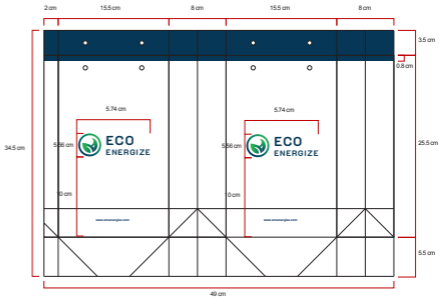 2 cm 15.5 cm 8 cm 15.5 cm 8 cm
3.5 cm
0.8 cm
5.74 cm 5.74 cm
34.5 cm 5.56 cm ECO 5.56 cm ECO 25.5 cm
ENERGIZE ENERGIZE
10 cm 10 cm
5.5 cm
49 cm